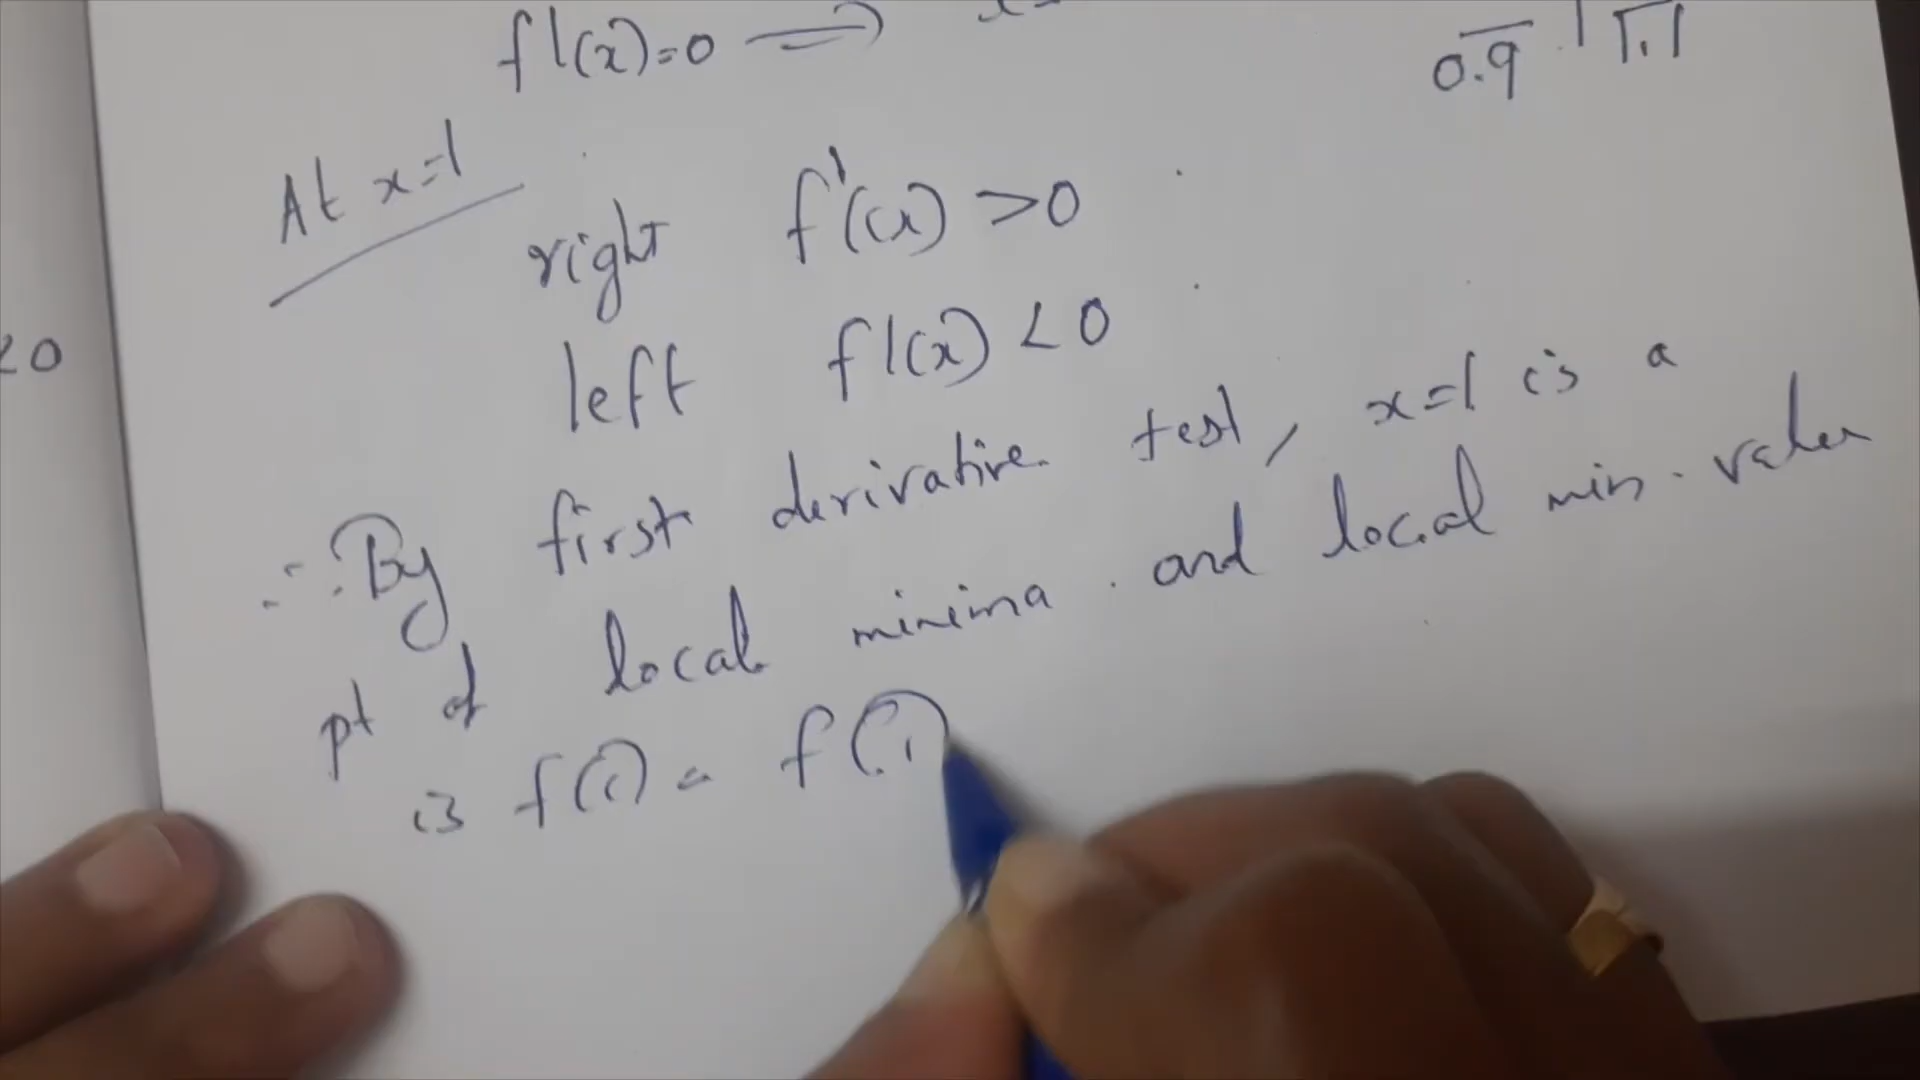 f'(x)=0 ⟹
0.9 | 1.1
At x=1
right f'(x) >0
left f'(x) <0
<0
∴ By first derivative test, x=1 is a
pt of local minima and local min. value
is f(c) = f(1)